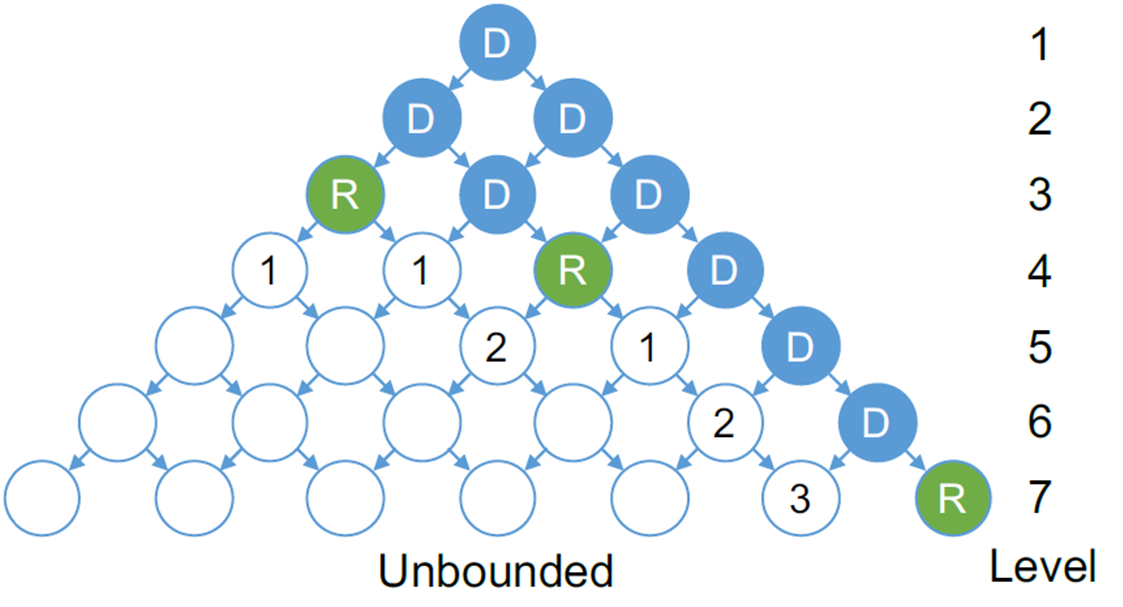 D 1
D D 2
R D D 3
1 1 R D 4
2 1 D 5
2 D 6
3 R 7
Unbounded Level